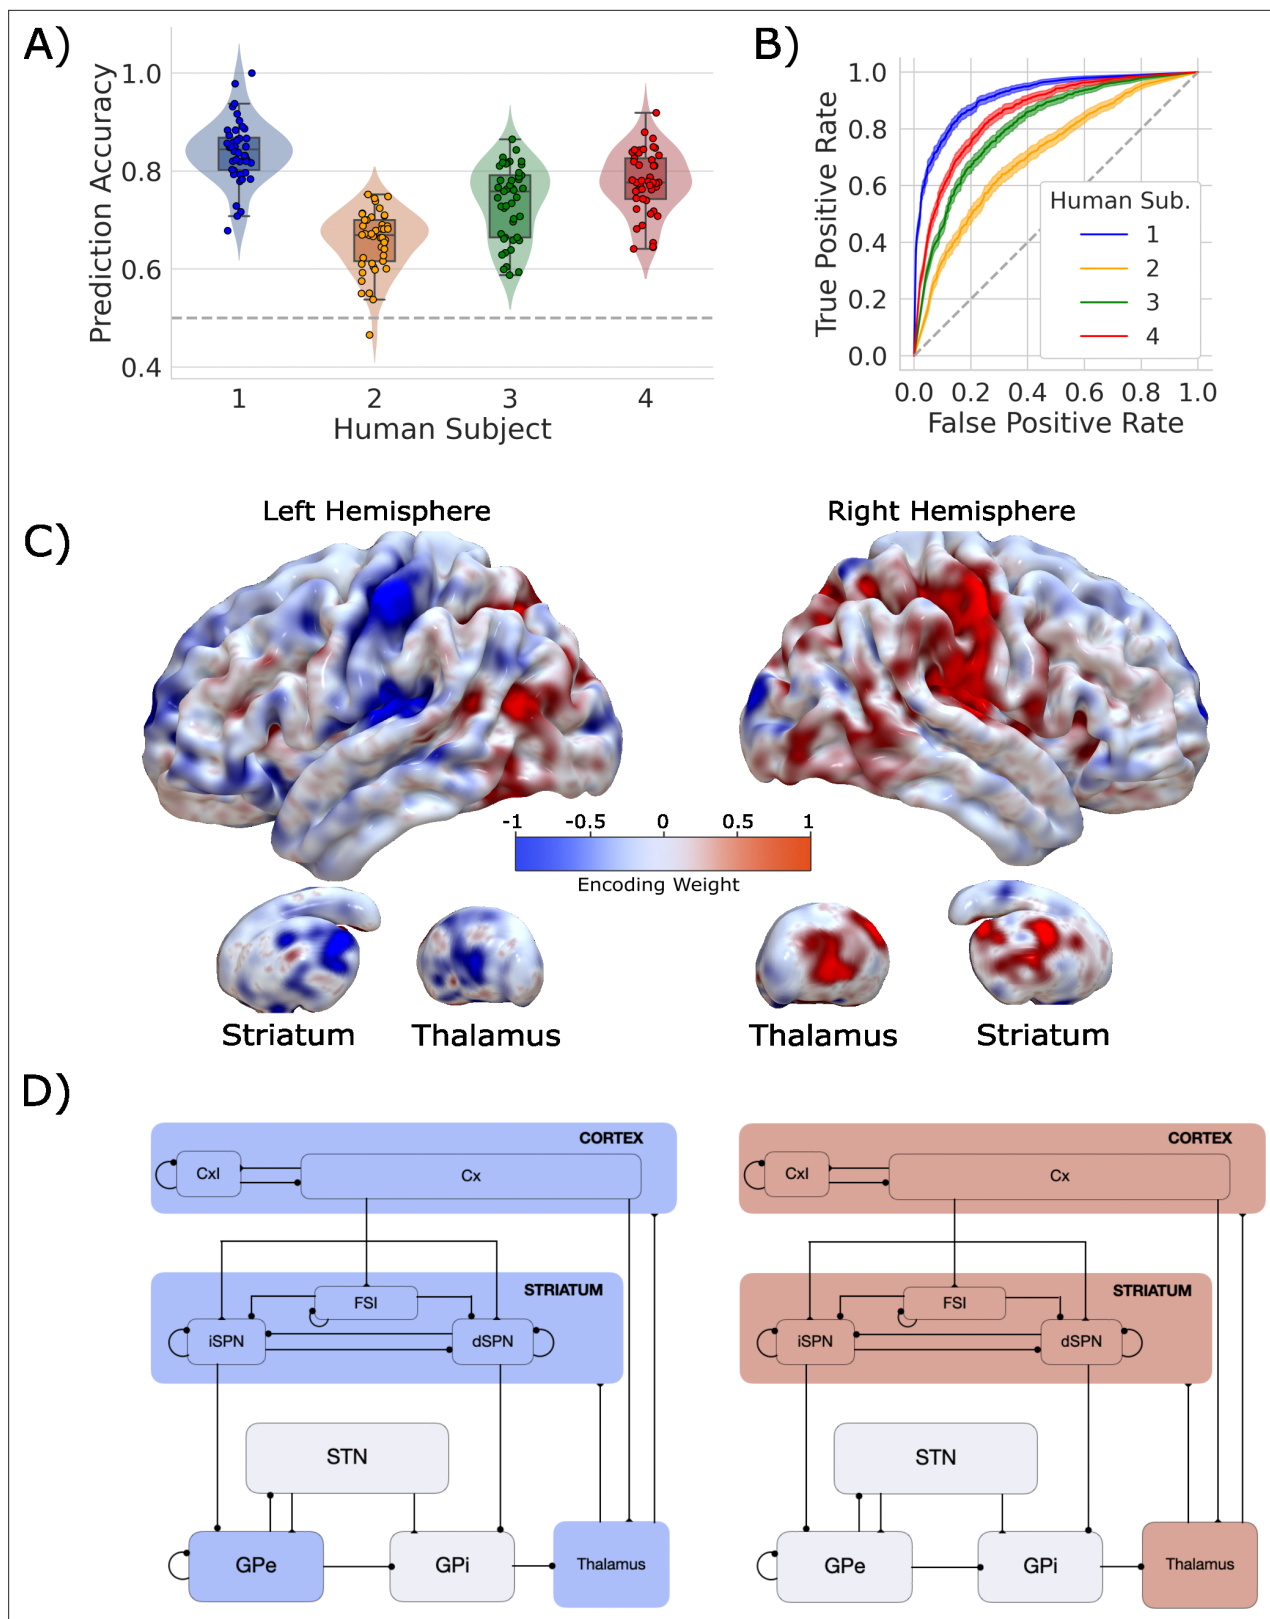 A)
Prediction Accuracy
1.0
0.8
0.6
0.4
1 2 3 4
Human Subject
B)
True Positive Rate
1.0
0.8
0.6
0.4
0.2
0.0
0.0 0.2 0.4 0.6 0.8 1.0
False Positive Rate
Human Sub.
1
2
3
4
C)
Left Hemisphere
Right Hemisphere
-1 -0.5 0 0.5 1
Encoding Weight
Striatum
Thalamus
Thalamus
Striatum
D)
CORTEX
CxI
Cx
STRIATUM
FSI
iSPN
dSPN
STN
GPe
GPi
Thalamus
CORTEX
CxI
Cx
STRIATUM
FSI
iSPN
dSPN
STN
GPe
GPi
Thalamus